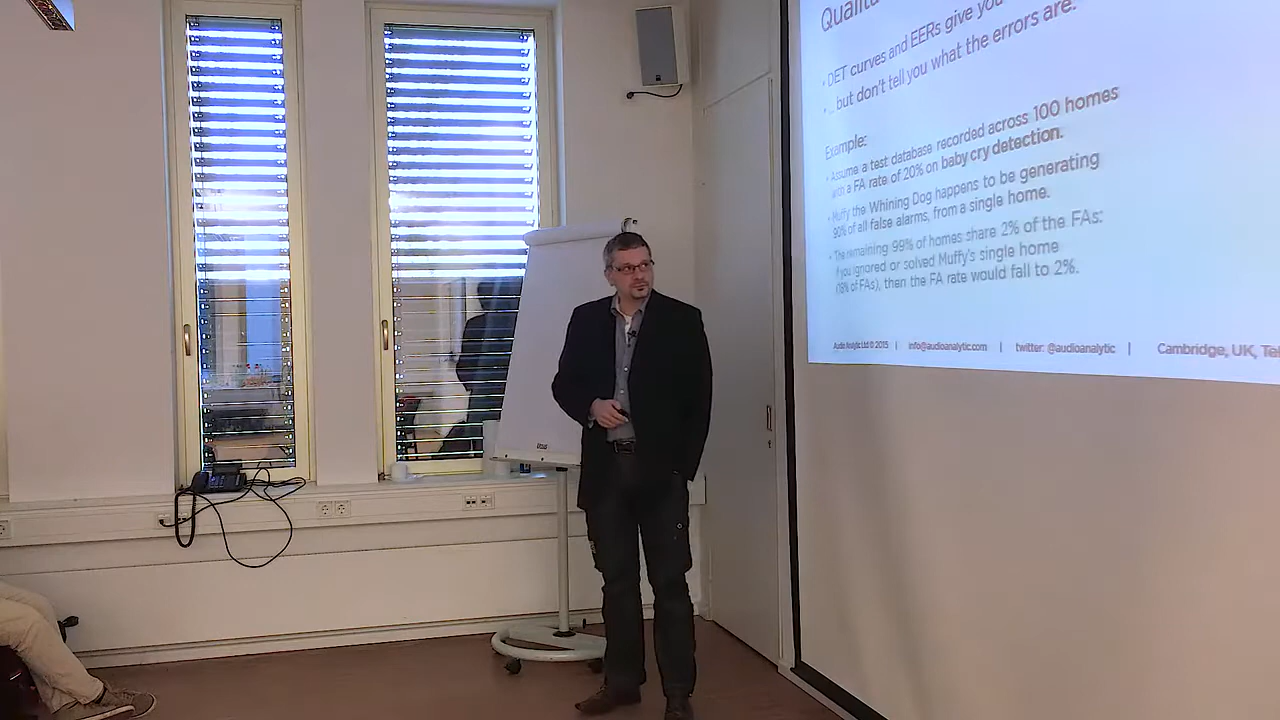 Qualita
• DET curves and EERs give you
• ... but don't tell you what the errors are.
Example:
• Assume a test database recorded across 100 homes
with a FA rate of 20% on baby cry detection.
• Muffy the Whining Dog happens to be generating
90% of all false alarms, from a single home.
• The remaining 99% of homes share 2% of the FAs:
if you ignored or solved Muffy's single home
(18% of FAs), then the FA rate would fall to 2%.
Audio Analytic Ltd © 2015 | info@audioanalytic.com | twitter: @audioanalytic | Cambridge, UK, Tel